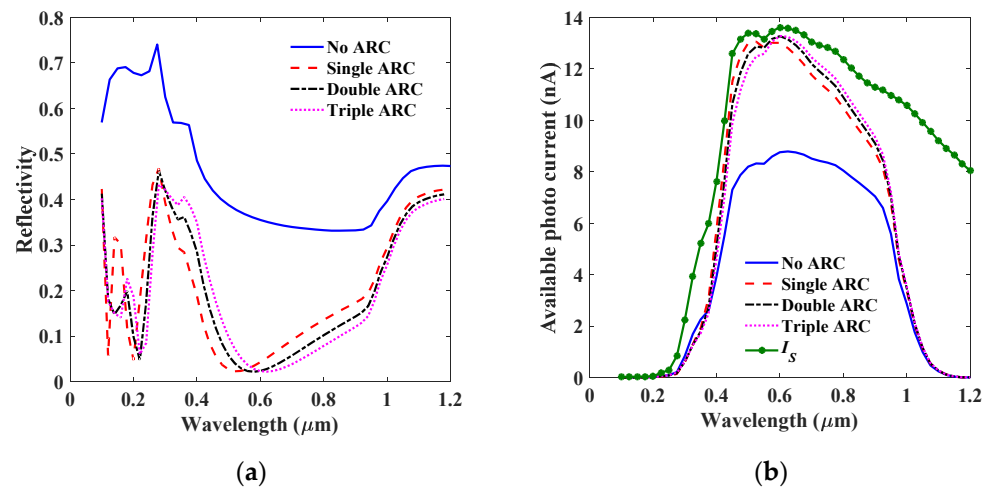 0.8
0.7
0.6
0.5
0.4
0.3
0.2
0.1
0
Reflectivity
No ARC
Single ARC
Double ARC
Triple ARC
0 0.2 0.4 0.6 0.8 1 1.2
Wavelength (μm)
(a)
14
12
10
8
6
4
2
0
Available photo current (nA)
No ARC
Single ARC
Double ARC
Triple ARC
I_S
0 0.2 0.4 0.6 0.8 1 1.2
Wavelength (μm)
(b)